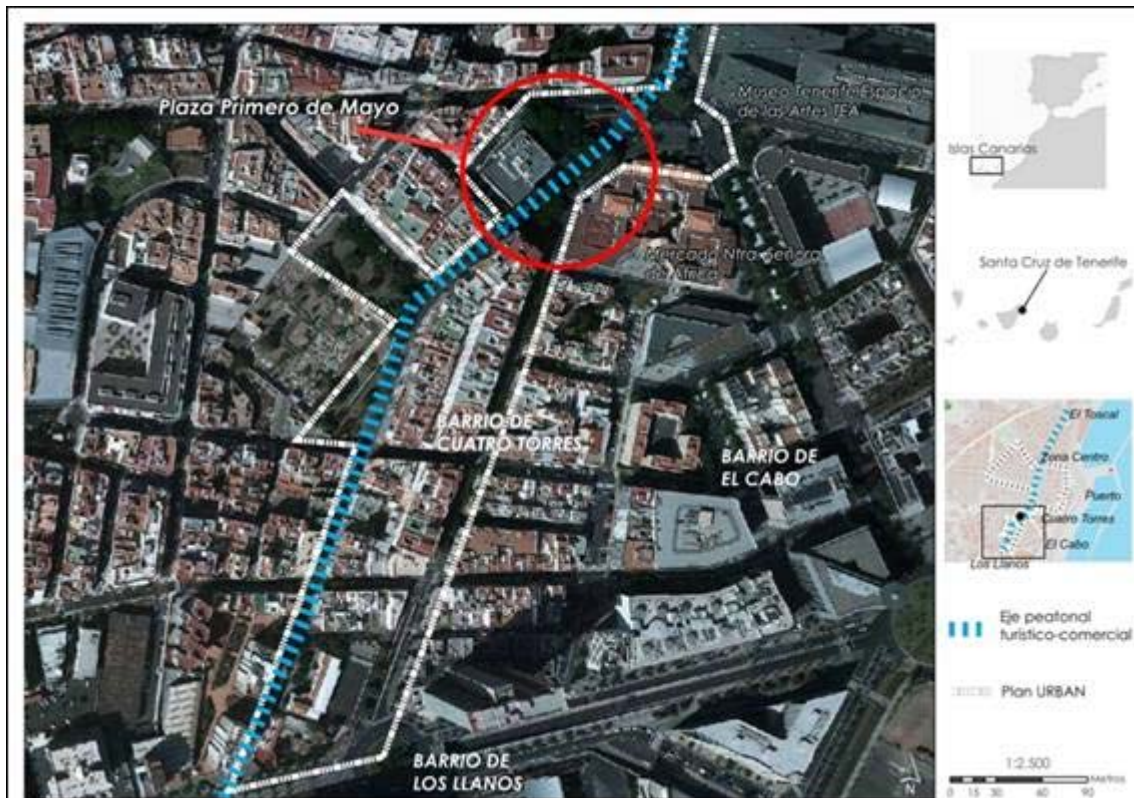 Plaza Primero de Mayo
Museo Tenerife Espacio
de las Artes TEA
Mercado Ntra Señora
de África
BARRIO DE
CUATRO TORRES
BARRIO DE
EL CABO
BARRIO DE
LOS LLANOS
Islas Canarias
Santa Cruz de Tenerife
El Toscal
Zona Centro
Puerto
Cuatro Torres
El Cabo
Los Llanos
Eje peatonal
turístico-comercial
Plan URBAN
1:2.500
Metros
0 15 30 60 90
N